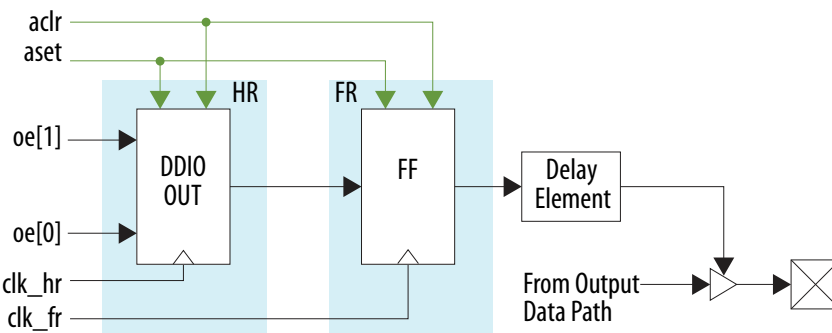 aclr
aset
HR
FR
oe[1]
DDIO
OUT
FF
Delay
Element
oe[0]
clk_hr
clk_fr
From Output
Data Path